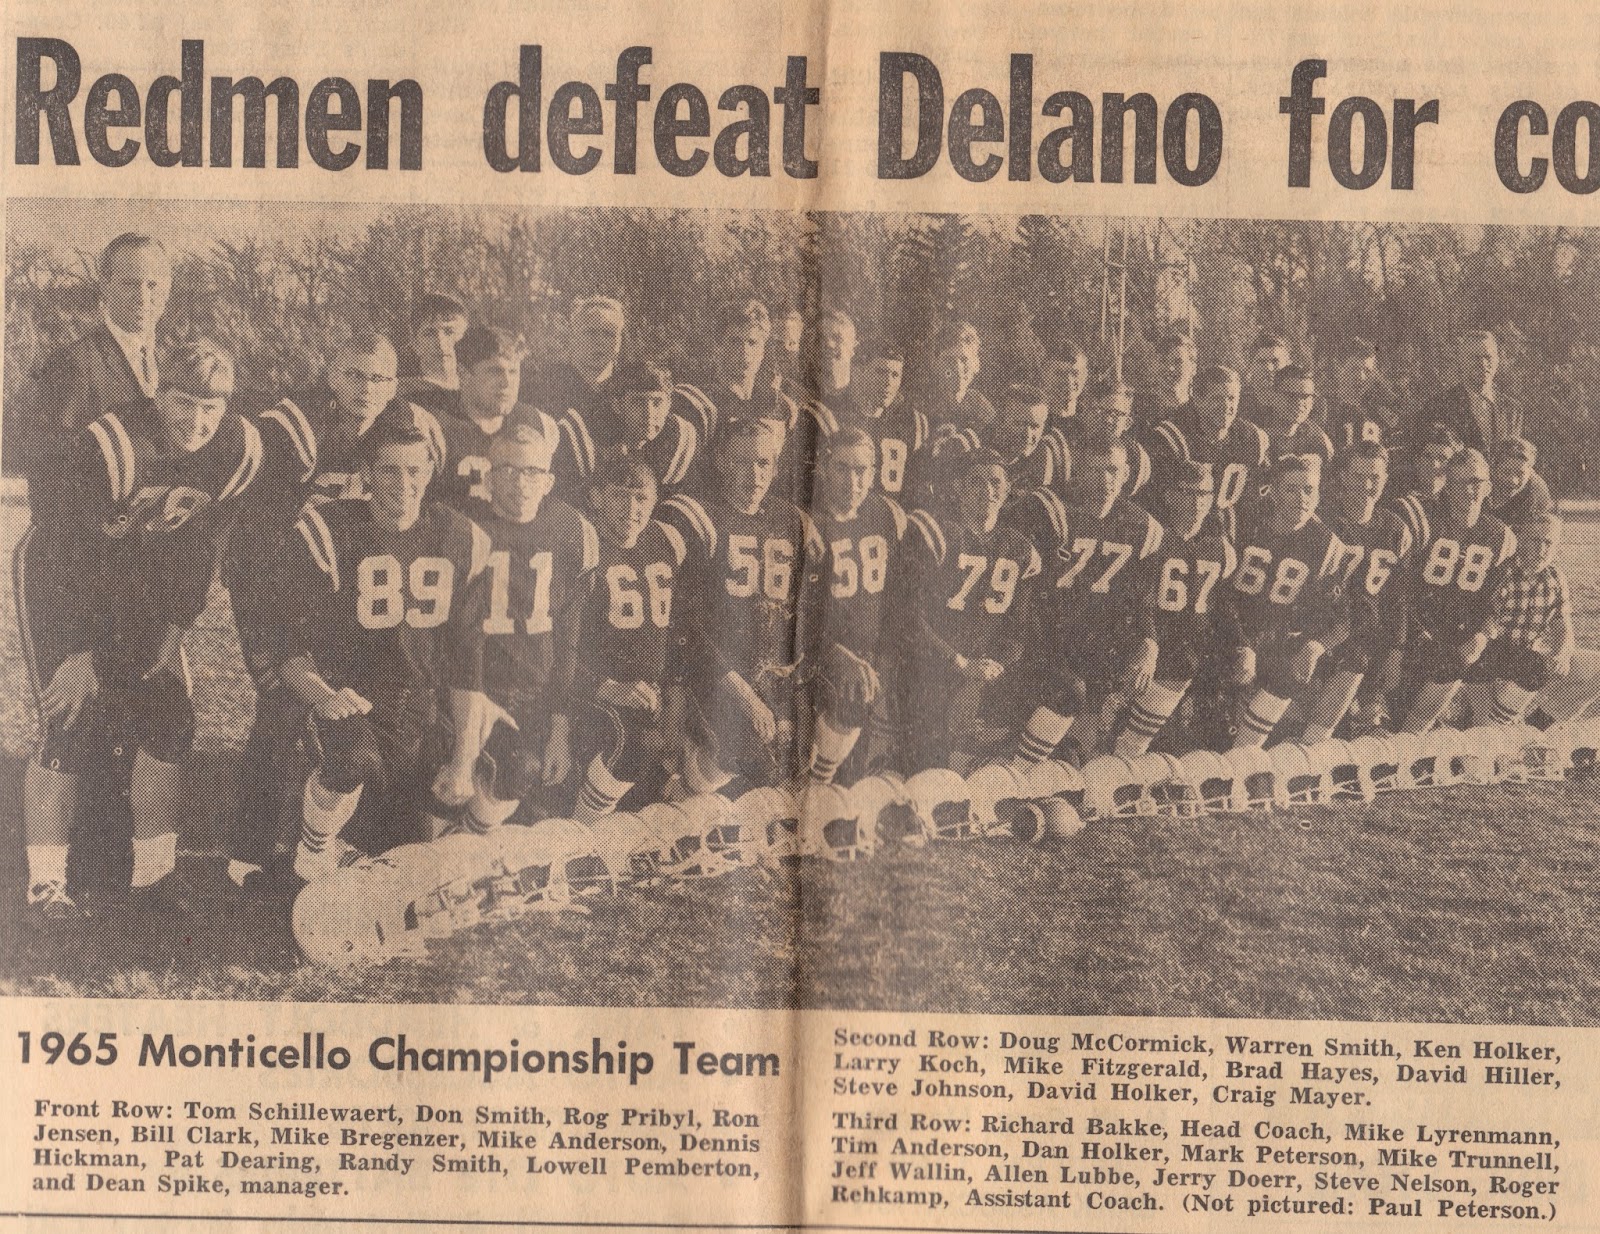 Redmen defeat Delano for co
89
11
66
56
58
79
77
67
68
76
88
8
0
18
1965 Monticello Championship Team
Front Row: Tom Schillewaert, Don Smith, Rog Pribyl, Ron
Jensen, Bill Clark, Mike Bregenzer, Mike Anderson, Dennis
Hickman, Pat Dearing, Randy Smith, Lowell Pemberton,
and Dean Spike, manager.
Second Row: Doug McCormick, Warren Smith, Ken Holker,
Larry Koch, Mike Fitzgerald, Brad Hayes, David Hiller,
Steve Johnson, David Holker, Craig Mayer.
Third Row: Richard Bakke, Head Coach, Mike Lyrenmann,
Tim Anderson, Dan Holker, Mark Peterson, Mike Trunnell,
Jeff Wallin, Allen Lubbe, Jerry Doerr, Steve Nelson, Roger
Rehkamp, Assistant Coach. (Not pictured: Paul Peterson.)